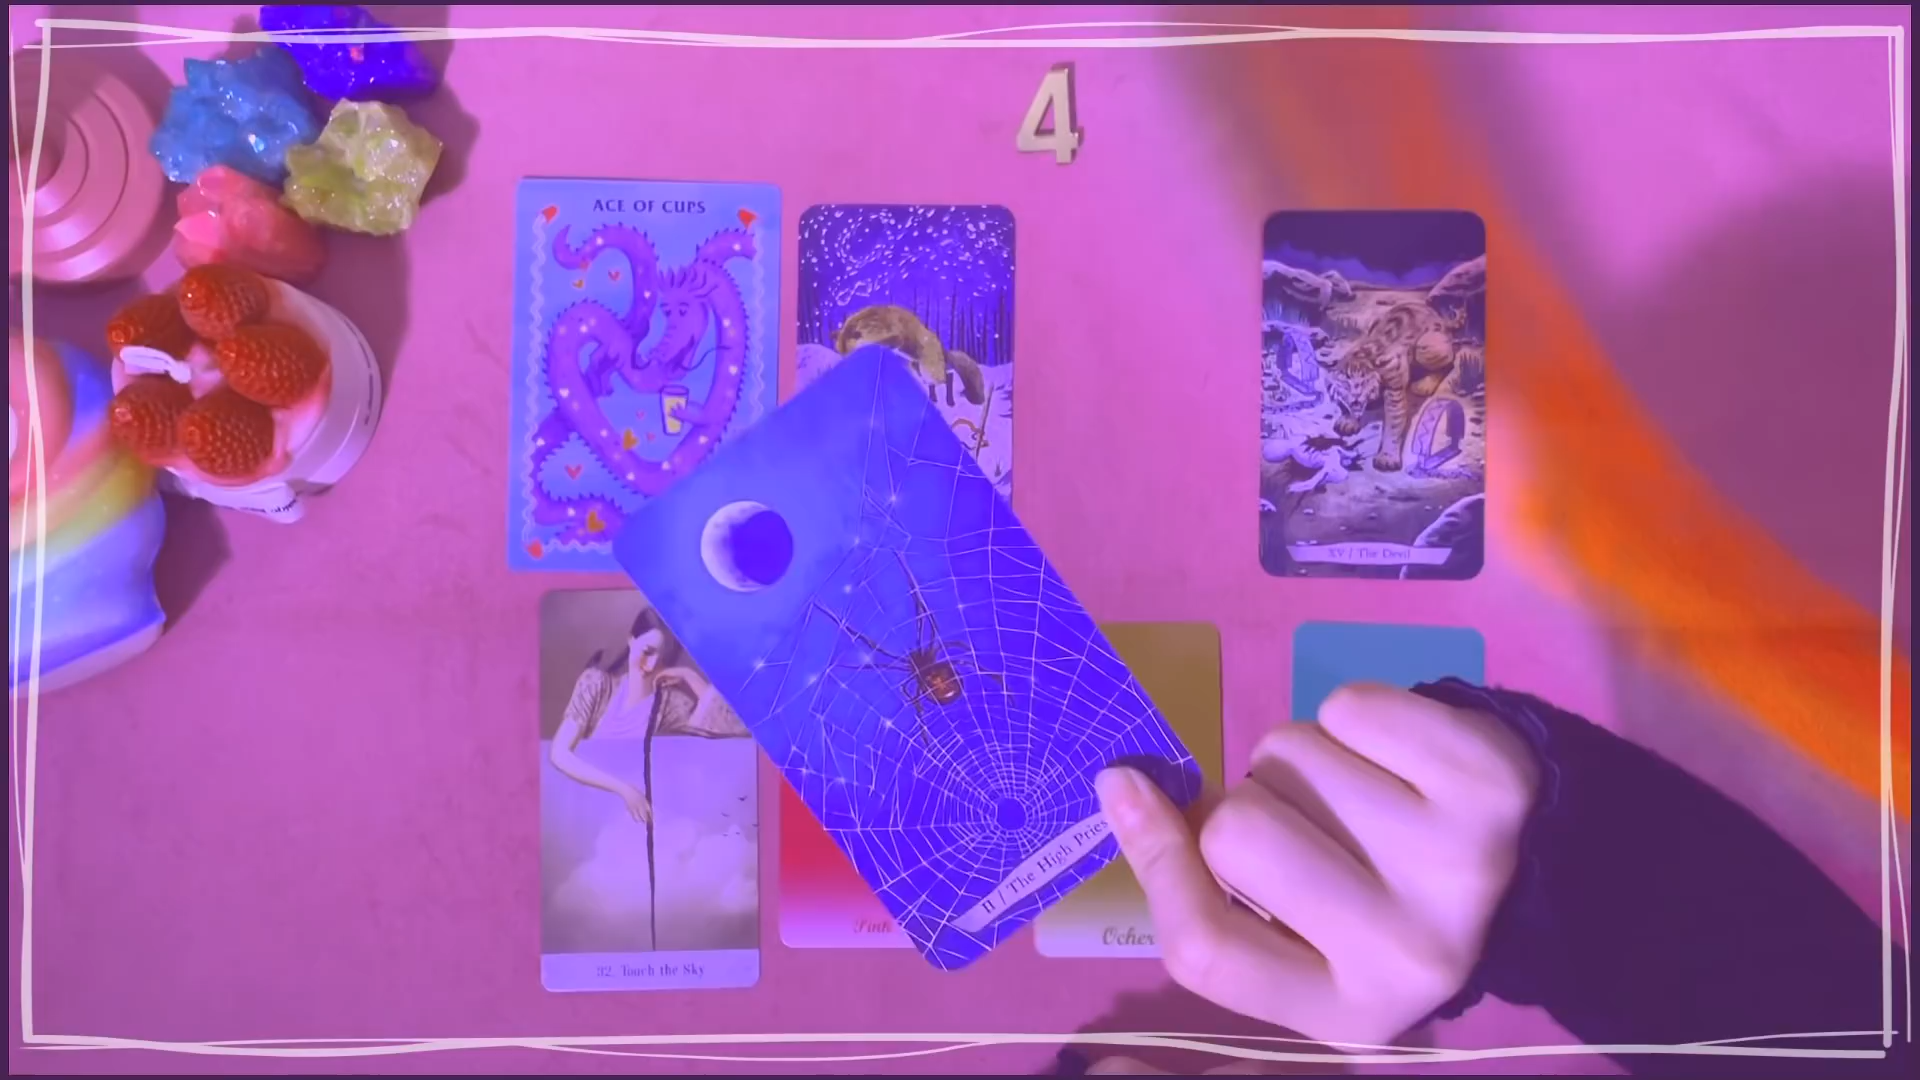 4
ACE OF CUPS
XV / The Devil
II / The High Pries
Pink
Ocher
32. Touch the Sky